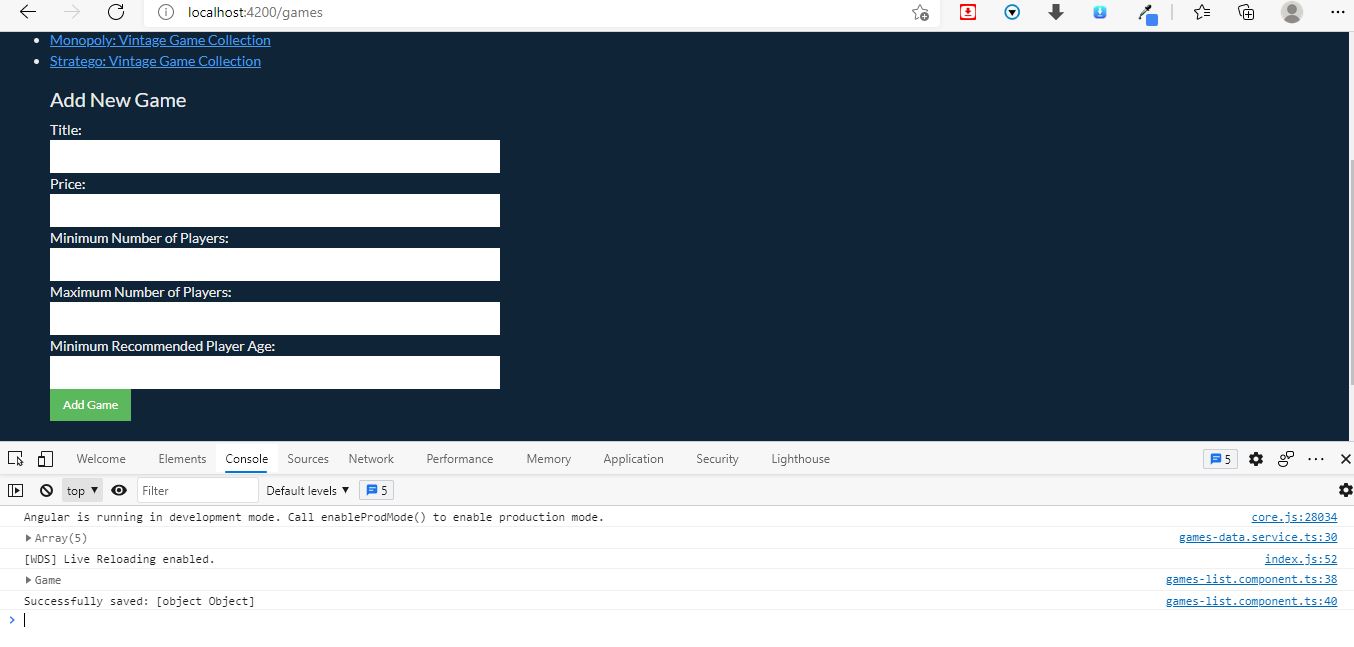 localhost:4200/games
Monopoly: Vintage Game Collection
Stratego: Vintage Game Collection
Add New Game
Title:
Price:
Minimum Number of Players:
Maximum Number of Players:
Minimum Recommended Player Age:
Add Game
Welcome Elements Console Sources Network Performance Memory Application Security Lighthouse 5
top Filter Default levels 5
Angular is running in development mode. Call enableProdMode() to enable production mode. core.js:28034
Array(5) games-data.service.ts:30
[WDS] Live Reloading enabled. index.js:52
Game games-list.component.ts:38
Successfully saved: [object Object] games-list.component.ts:40